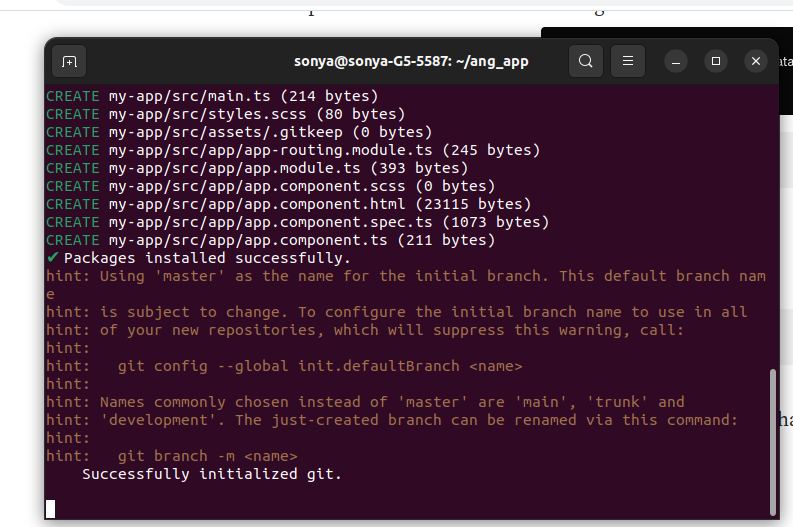 sonya@sonya-G5-5587: ~/ang_app
CREATE my-app/src/main.ts (214 bytes)
CREATE my-app/src/styles.scss (80 bytes)
CREATE my-app/src/assets/.gitkeep (0 bytes)
CREATE my-app/src/app/app-routing.module.ts (245 bytes)
CREATE my-app/src/app/app.module.ts (393 bytes)
CREATE my-app/src/app/app.component.scss (0 bytes)
CREATE my-app/src/app/app.component.html (23115 bytes)
CREATE my-app/src/app/app.component.spec.ts (1073 bytes)
CREATE my-app/src/app/app.component.ts (211 bytes)
✔ Packages installed successfully.
hint: Using 'master' as the name for the initial branch. This default branch nam
e
hint: is subject to change. To configure the initial branch name to use in all
hint: of your new repositories, which will suppress this warning, call:
hint:
hint:   git config --global init.defaultBranch <name>
hint:
hint: Names commonly chosen instead of 'master' are 'main', 'trunk' and
hint: 'development'. The just-created branch can be renamed via this command:
hint:
hint:   git branch -m <name>
    Successfully initialized git.